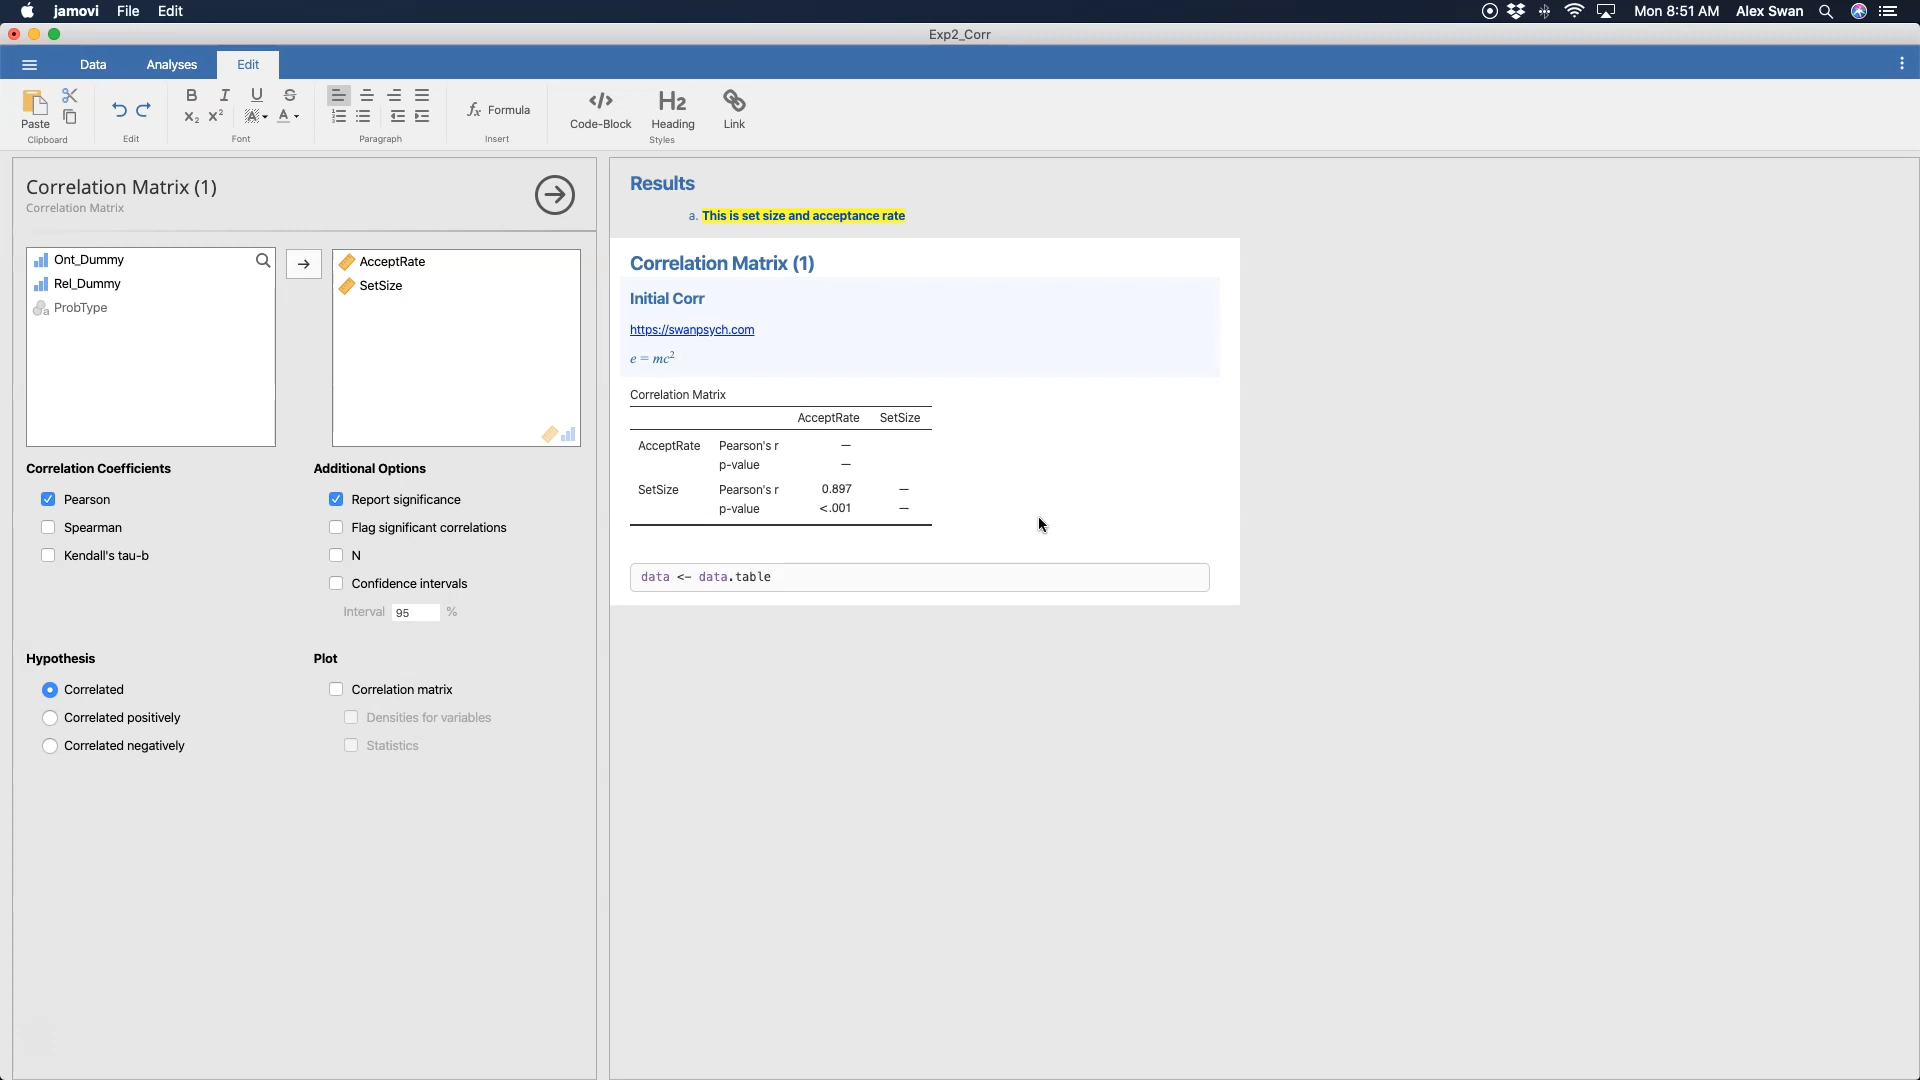 jamovi File Edit Mon 8:51 AM Alex Swan
Exp2_Corr
Data Analyses Edit
B I U S
X₂ X² A A
Paste
Clipboard
Edit
Font
Paragraph
fx Formula
Insert
</> Code-Block
H2 Heading
Link
Styles
Correlation Matrix (1)
Correlation Matrix
Ont_Dummy
Rel_Dummy
a ProbType
AcceptRate
SetSize
Correlation Coefficients
Pearson
Spearman
Kendall's tau-b
Additional Options
Report significance
Flag significant correlations
N
Confidence intervals
Interval 95 %
Hypothesis
Correlated
Correlated positively
Correlated negatively
Plot
Correlation matrix
Densities for variables
Statistics
Results
a. This is set size and acceptance rate
Correlation Matrix (1)
Initial Corr
https://swanpsych.com
e = mc²
Correlation Matrix
AcceptRate SetSize
AcceptRate Pearson's r —
p-value —
SetSize Pearson's r 0.897 —
p-value <.001 —
data <- data.table